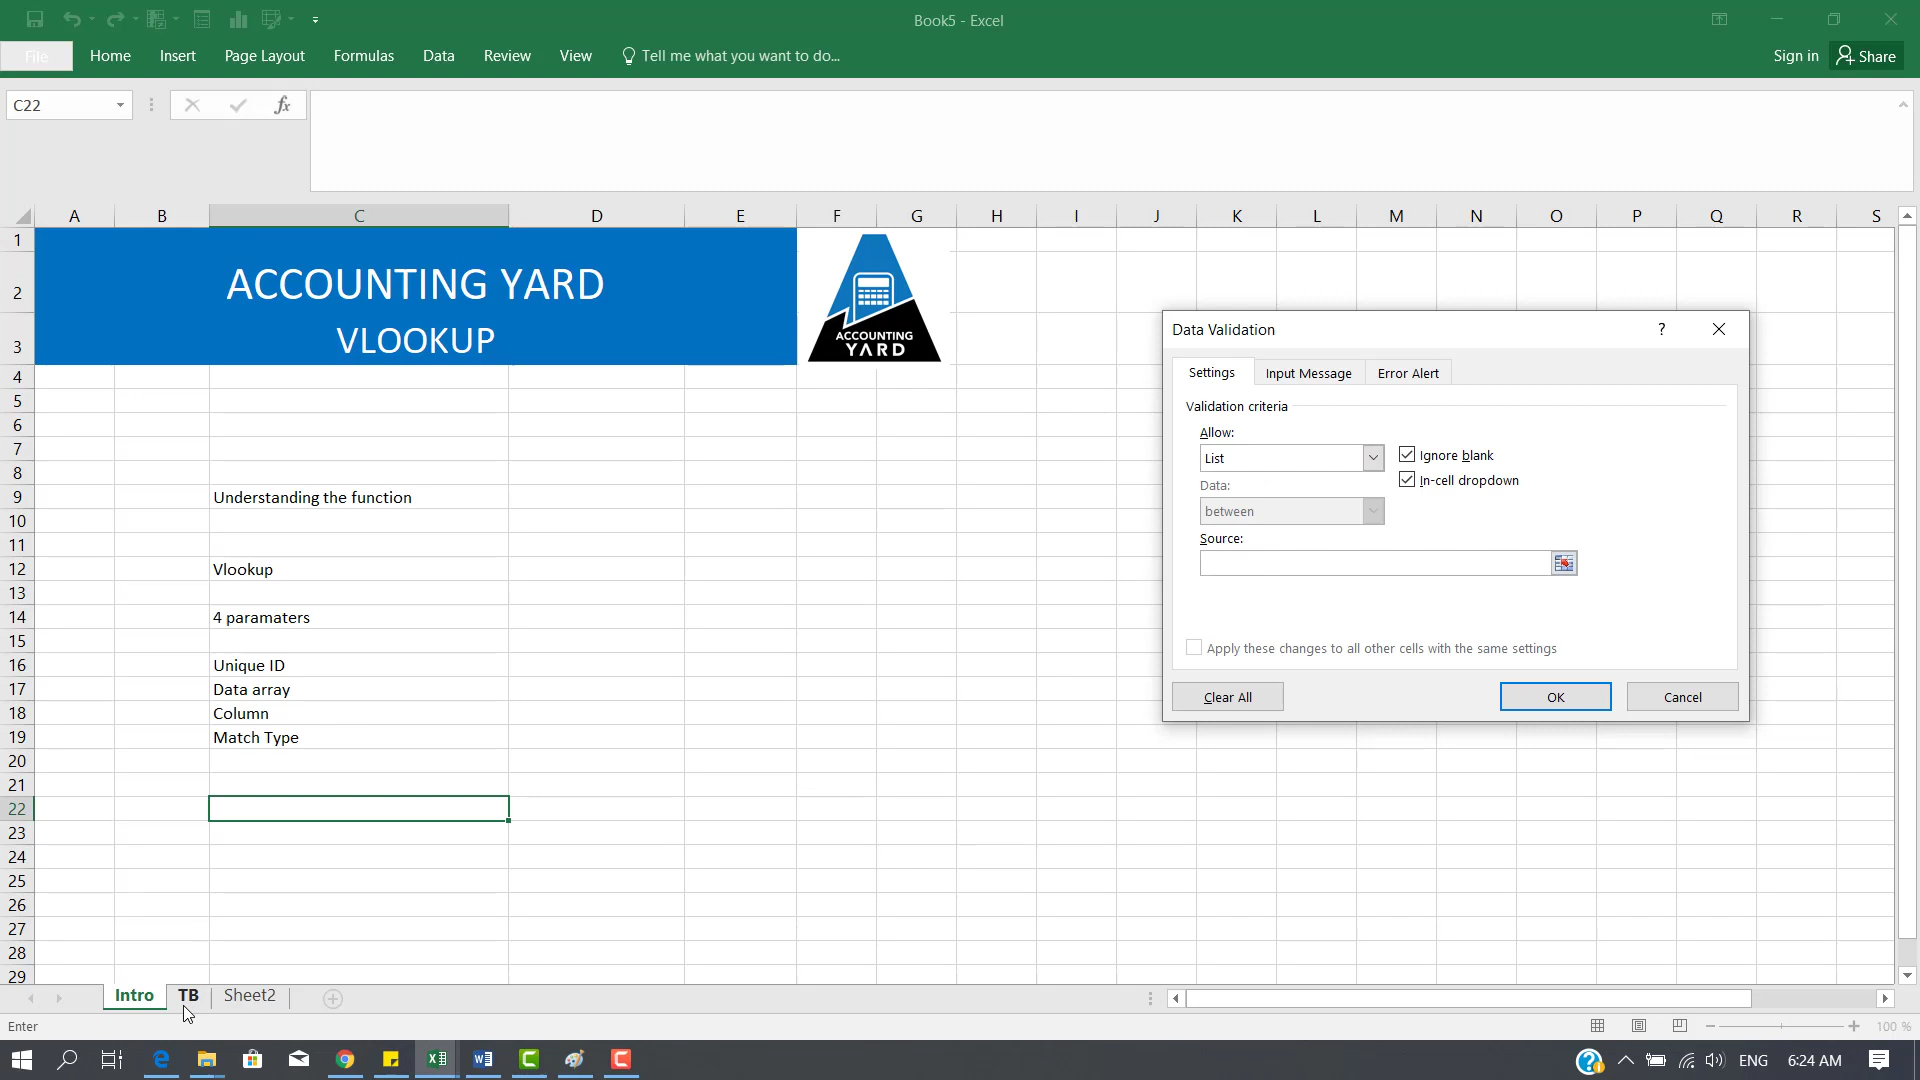 Book5 - Excel
File Home Insert Page Layout Formulas Data Review View Tell me what you want to do... Sign in Share
C22 fx
A B C D E F G H I J K L M N O P Q R S
1
2 ACCOUNTING YARD
3 VLOOKUP
ACCOUNTING
YARD
4
5
6
7
8
9 Understanding the function
10
11
12 Vlookup
13
14 4 paramaters
15
16 Unique ID
17 Data array
18 Column
19 Match Type
20
21
22
23
24
25
26
27
28
29
Data Validation ?
Settings Input Message Error Alert
Validation criteria
Allow:
List Ignore blank
Data: In-cell dropdown
between
Source:
Apply these changes to all other cells with the same settings
Clear All OK Cancel
Intro TB Sheet2
Enter 100 %
ENG 6:24 AM